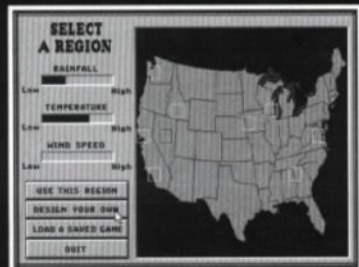 SELECT
A REGION
RAINFALL
Low High
TEMPERATURE
Low High
WIND SPEED
Low High
USE THIS REGION
DESIGN YOUR OWN
LOAD A SAVED GAME
QUIT